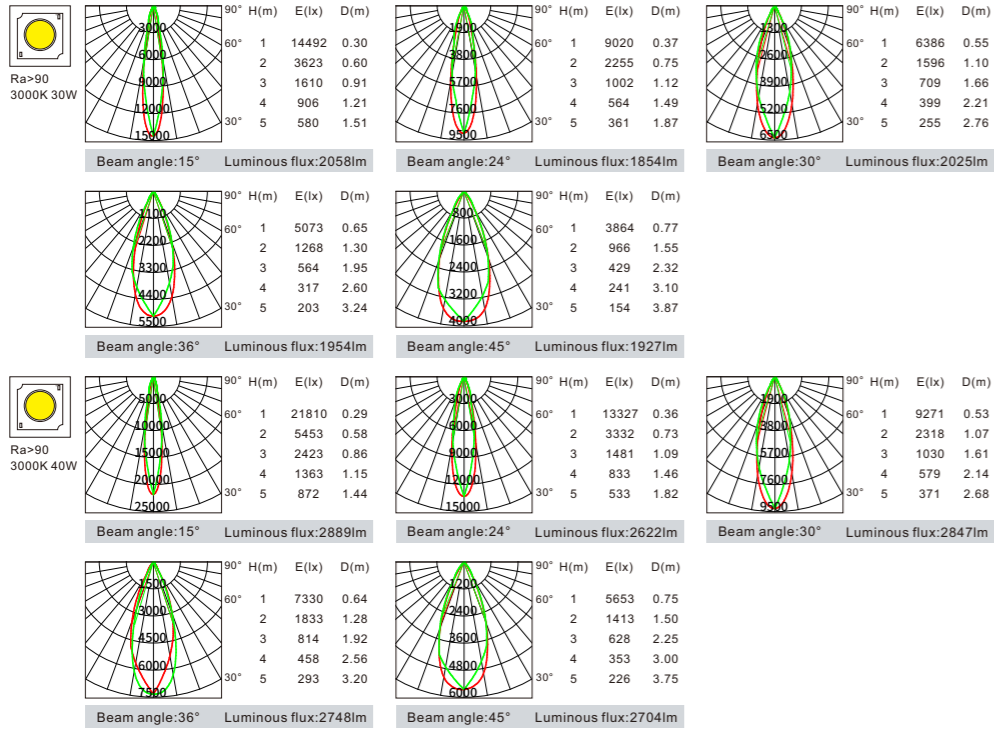 90° H(m) E(lx) D(m)
3000
60° 1 14492 0.30
6000 2 3623 0.60
9000 3 1610 0.91
12000 4 906 1.21
30° 5 580 1.51
15000
Beam angle:15° Luminous flux:2058lm
Ra>90
3000K 30W
90° H(m) E(lx) D(m)
1900
60° 1 9020 0.37
3800 2 2255 0.75
5700 3 1002 1.12
7600 4 564 1.49
30° 5 361 1.87
9500
Beam angle:24° Luminous flux:1854lm
90° H(m) E(lx) D(m)
1300
60° 1 6386 0.55
2600 2 1596 1.10
3900 3 709 1.66
5200 4 399 2.21
30° 5 255 2.76
6500
Beam angle:30° Luminous flux:2025lm
90° H(m) E(lx) D(m)
1100
60° 1 5073 0.65
2200 2 1268 1.30
3300 3 564 1.95
4400 4 317 2.60
30° 5 203 3.24
5500
Beam angle:36° Luminous flux:1954lm
90° H(m) E(lx) D(m)
800
60° 1 3864 0.77
1600 2 966 1.55
2400 3 429 2.32
3200 4 241 3.10
30° 5 154 3.87
4000
Beam angle:45° Luminous flux:1927lm
Ra>90
3000K 40W
90° H(m) E(lx) D(m)
5000
60° 1 21810 0.29
10000 2 5453 0.58
15000 3 2423 0.86
20000 4 1363 1.15
30° 5 872 1.44
25000
Beam angle:15° Luminous flux:2889lm
90° H(m) E(lx) D(m)
3000
60° 1 13327 0.36
6000 2 3332 0.73
9000 3 1481 1.09
12000 4 833 1.46
30° 5 533 1.82
15000
Beam angle:24° Luminous flux:2622lm
90° H(m) E(lx) D(m)
1900
60° 1 9271 0.53
3800 2 2318 1.07
5700 3 1030 1.61
7600 4 579 2.14
30° 5 371 2.68
9500
Beam angle:30° Luminous flux:2847lm
90° H(m) E(lx) D(m)
1500
60° 1 7330 0.64
3000 2 1833 1.28
4500 3 814 1.92
6000 4 458 2.56
30° 5 293 3.20
7500
Beam angle:36° Luminous flux:2748lm
90° H(m) E(lx) D(m)
1200
60° 1 5653 0.75
2400 2 1413 1.50
3600 3 628 2.25
4800 4 353 3.00
30° 5 226 3.75
6000
Beam angle:45° Luminous flux:2704lm